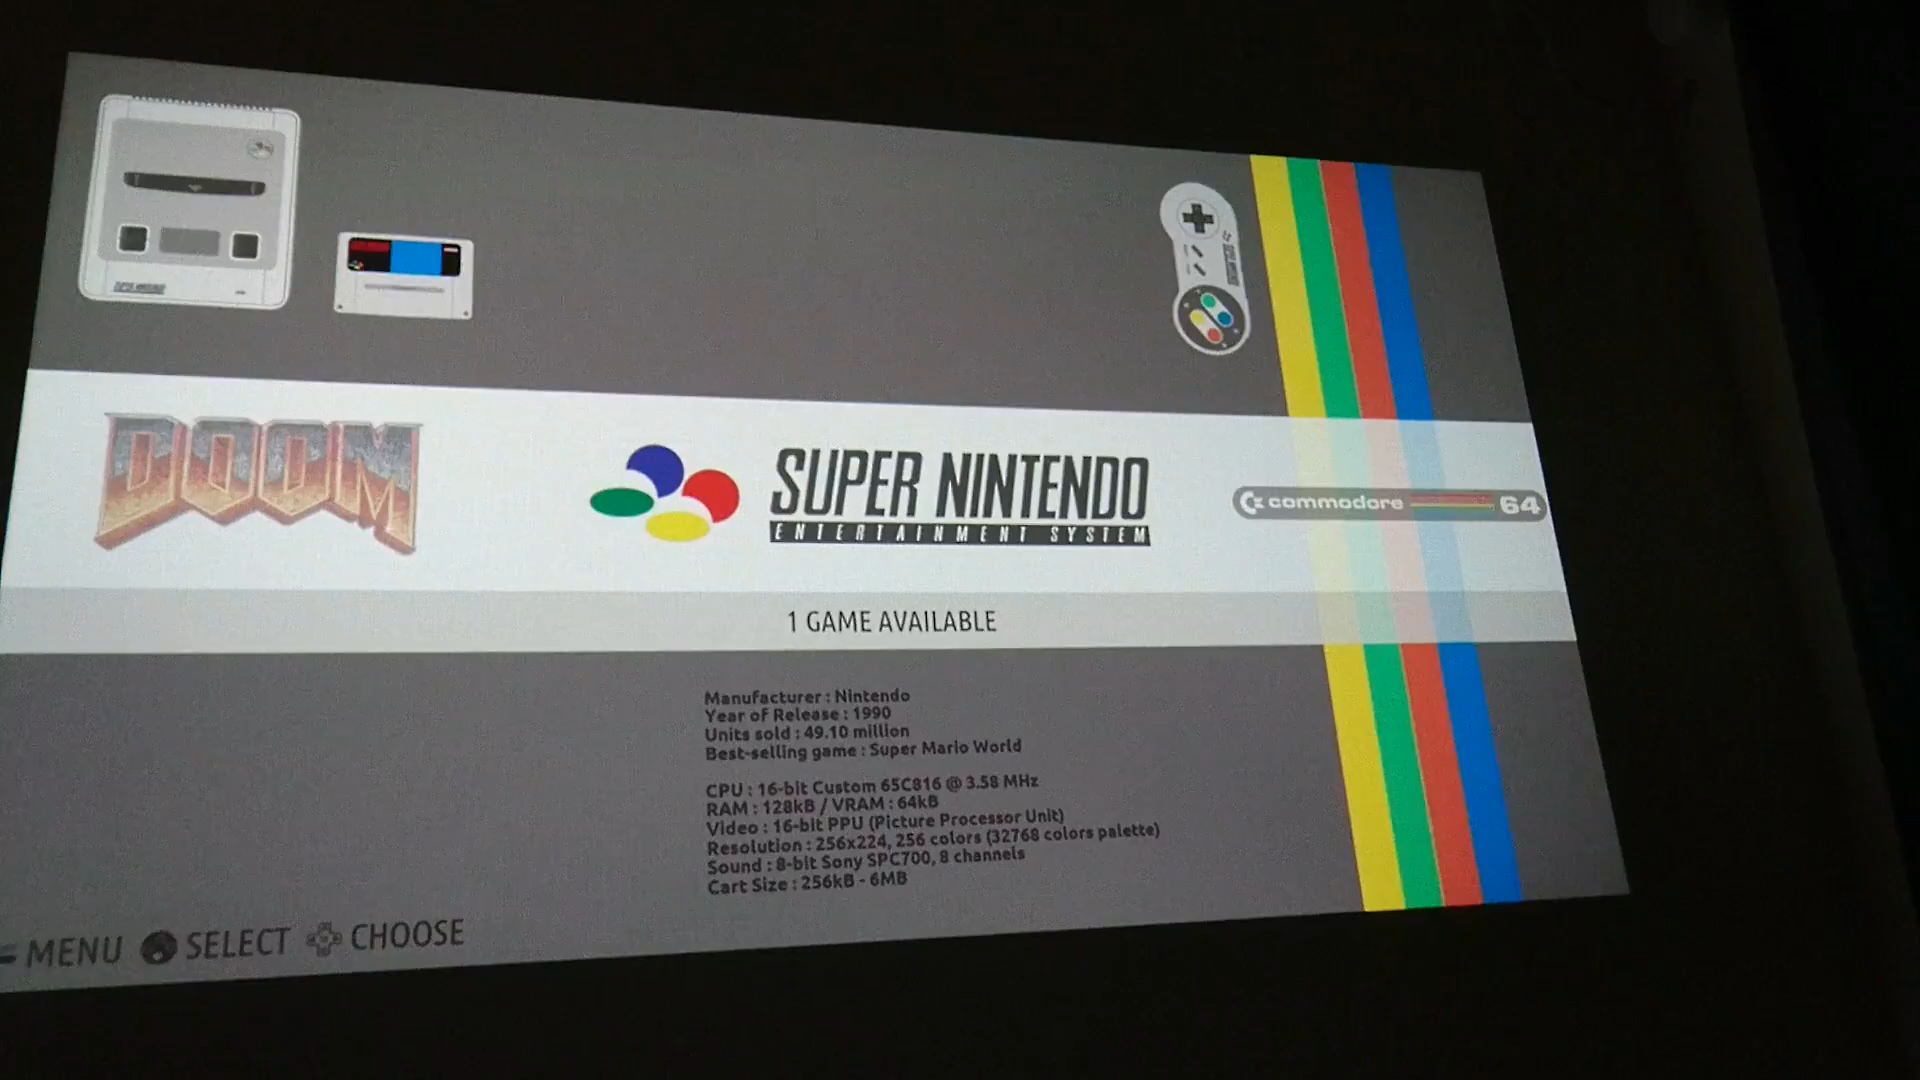 DOOM
SUPER NINTENDO
ENTERTAINMENT SYSTEM
commodore 64
1 GAME AVAILABLE
Manufacturer : Nintendo
Year of Release : 1990
Units sold : 49.10 million
Best-selling game : Super Mario World
CPU : 16-bit Custom 65C816 @ 3.58 MHz
RAM : 128kB / VRAM : 64kB
Video : 16-bit PPU (Picture Processor Unit)
Resolution : 256x224, 256 colors (32768 colors palette)
Sound : 8-bit Sony SPC700, 8 channels
Cart Size : 256kB - 6MB
MENU SELECT CHOOSE